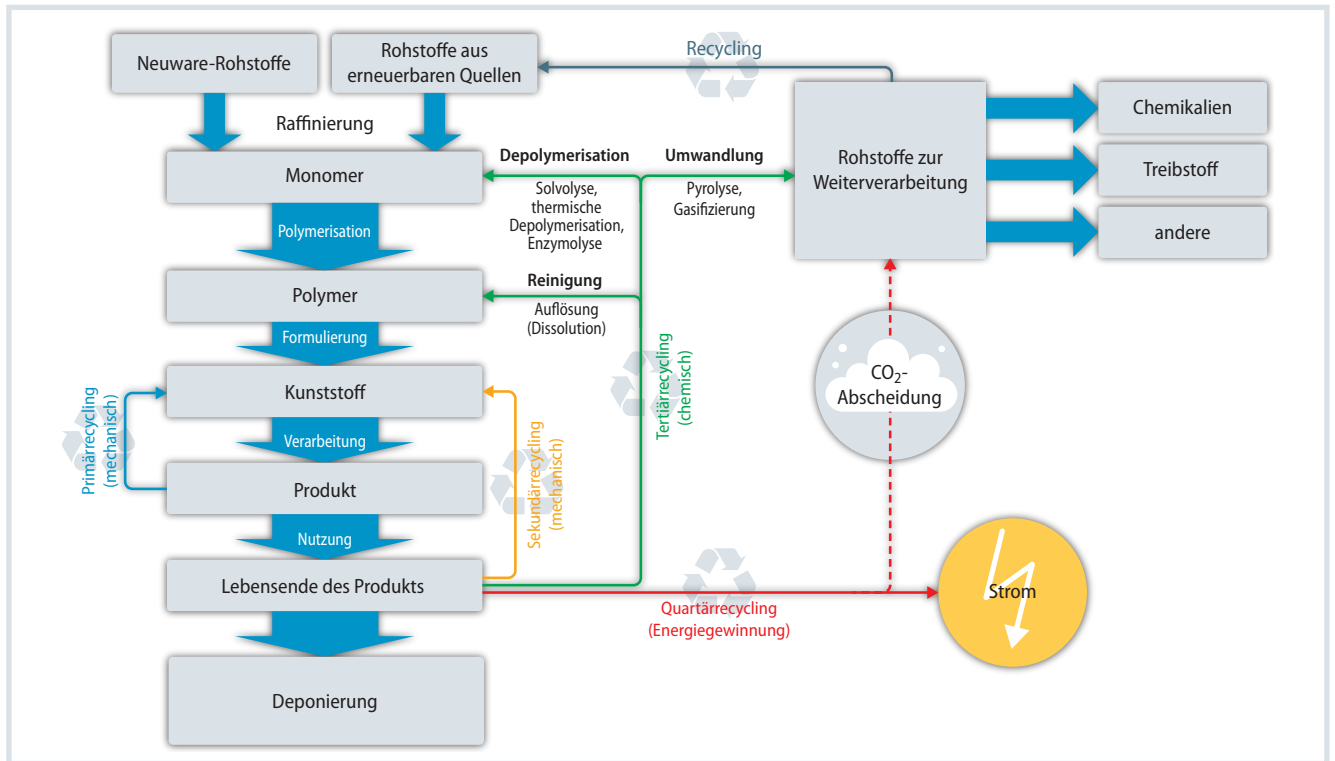 Neuware-Rohstoffe
Rohstoffe aus
erneuerbaren Quellen
Recycling
Raffinierung
Monomer
Polymerisation
Polymer
Formulierung
Kunststoff
Verarbeitung
Produkt
Nutzung
Lebensende des Produkts
Deponierung
Primärrecycling
(mechanisch)
Sekundärrecycling
(mechanisch)
Depolymerisation
Solvolyse,
thermische
Depolymerisation,
Enzymolyse
Reinigung
Auflösung
(Dissolution)
Umwandlung
Pyrolyse,
Gasifizierung
Tertiärrecycling
(chemisch)
Rohstoffe zur
Weiterverarbeitung
Chemikalien
Treibstoff
andere
CO₂-
Abscheidung
Quartärrecycling
(Energiegewinnung)
Strom